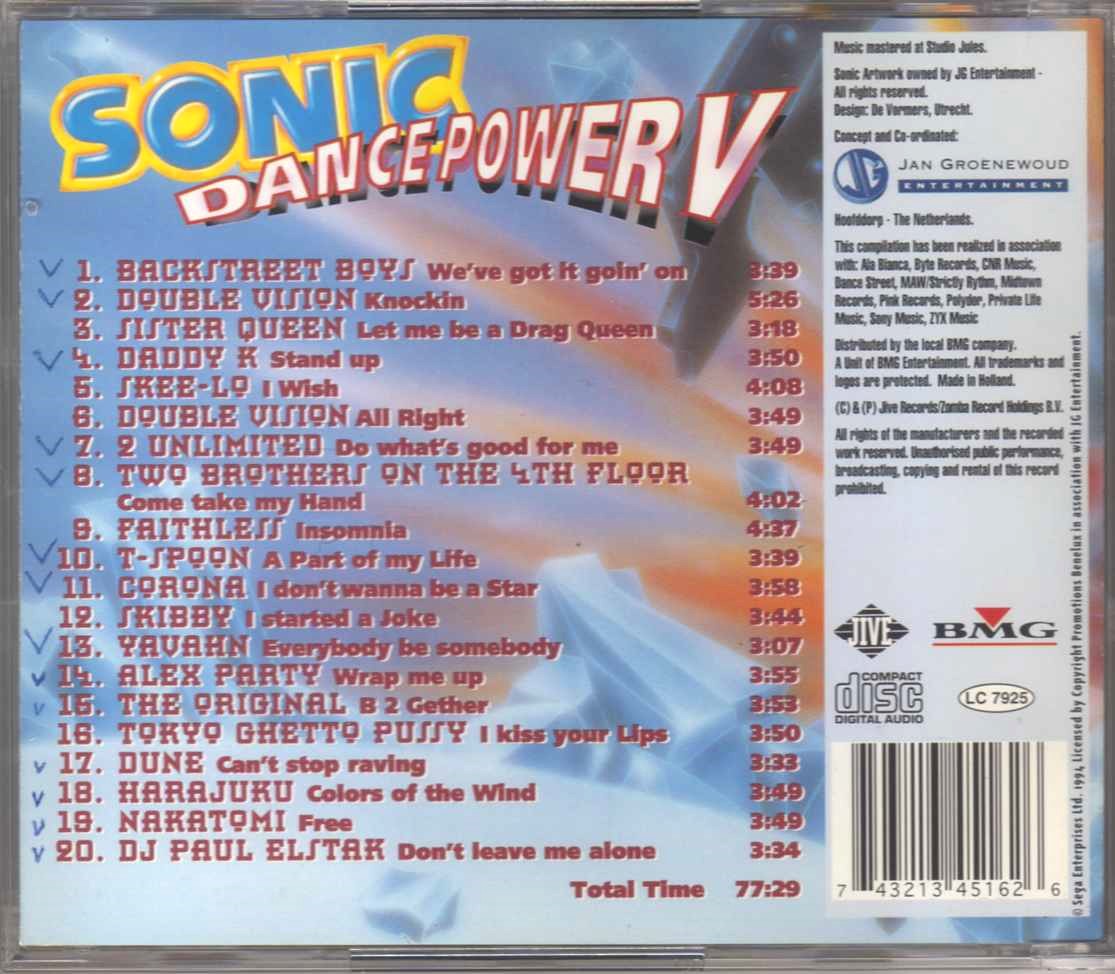 SONIC
DANCE POWER V
1. BACKSTREET BOYS We've got it goin' on 3:39
2. DOUBLE VISION Knockin 5:26
3. SISTER QUEEN Let me be a Drag Queen 3:18
4. DADDY K Stand up 3:50
5. SKEE-LO I Wish 4:08
6. DOUBLE VISION All Right 3:49
7. 2 UNLIMITED Do what's good for me 3:49
8. TWO BROTHERS ON THE 4TH FLOOR
Come take my Hand 4:02
9. FAITHLESS Insomnia 4:37
10. T-SPOON A Part of my Life 3:39
11. CORONA I don't wanna be a Star 3:58
12. SKIBBY I started a Joke 3:44
13. YAVAHN Everybody be somebody 3:07
14. ALEX PARTY Wrap me up 3:55
15. THE ORIGINAL B 2 Gether 3:53
16. TOKYO GHETTO PUSSY I kiss your Lips 3:50
17. DUNE Can't stop raving 3:33
18. HARAJUKU Colors of the Wind 3:49
19. NAKATOMI Free 3:49
20. DJ PAUL ELSTAK Don't leave me alone 3:34
Total Time 77:29
Music mastered at Studio Jules.
Sonic Artwork owned by JG Entertainment -
All rights reserved.
Design: De Vormers, Utrecht.
Concept and Co-ordinated:
JG
JAN GROENEWOUD
ENTERTAINMENT
Hoofddorp - The Netherlands.
This compilation has been realized in association
with: Ala Bianca, Byte Records, CNR Music,
Dance Street, MAW/Strictly Rythm, Midtown
Records, Pink Records, Polydor, Private Life
Music, Sony Music, ZYX Music
Distributed by the local BMG company.
A Unit of BMG Entertainment. All trademarks and
logos are protected. Made in Holland.
(C) & (P) Jive Records/Zomba Record Holdings B.V.
All rights of the manufacturers and the recorded
work reserved. Unauthorised public performance,
broadcasting, copying and rental of this record
prohibited.
JIVE
BMG
COMPACT
disc
DIGITAL AUDIO
LC 7925
7 43213 45162 6
© Sega Enterprises Ltd. 1994, Licensed by Copyright Promotions Benelux in association with JG Entertainment.